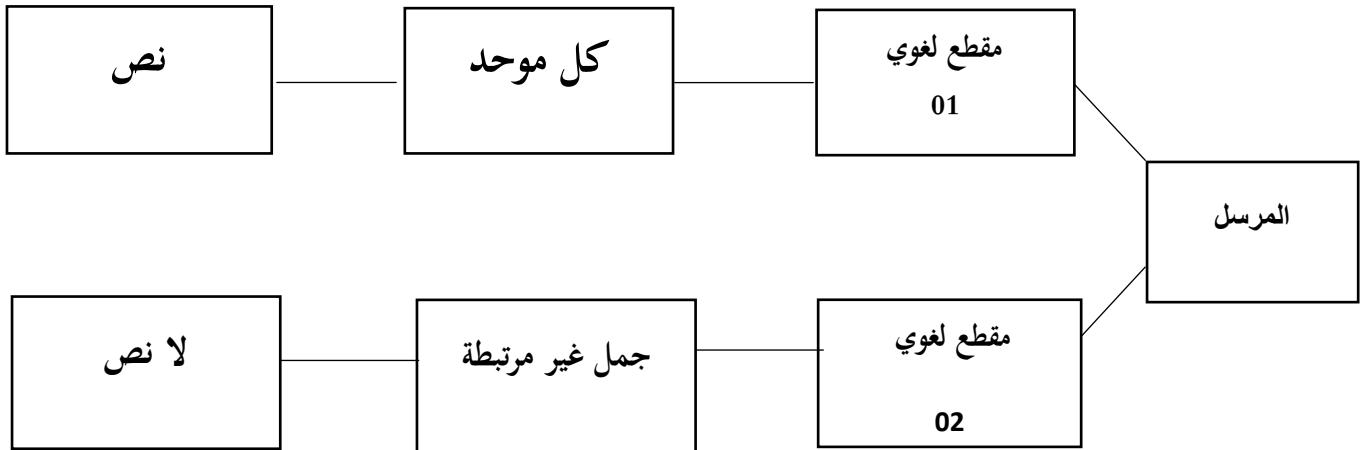 مقطع لغوي
01
كل موحد
نص
المرسل
مقطع لغوي
02
جمل غير مرتبطة
لا نص